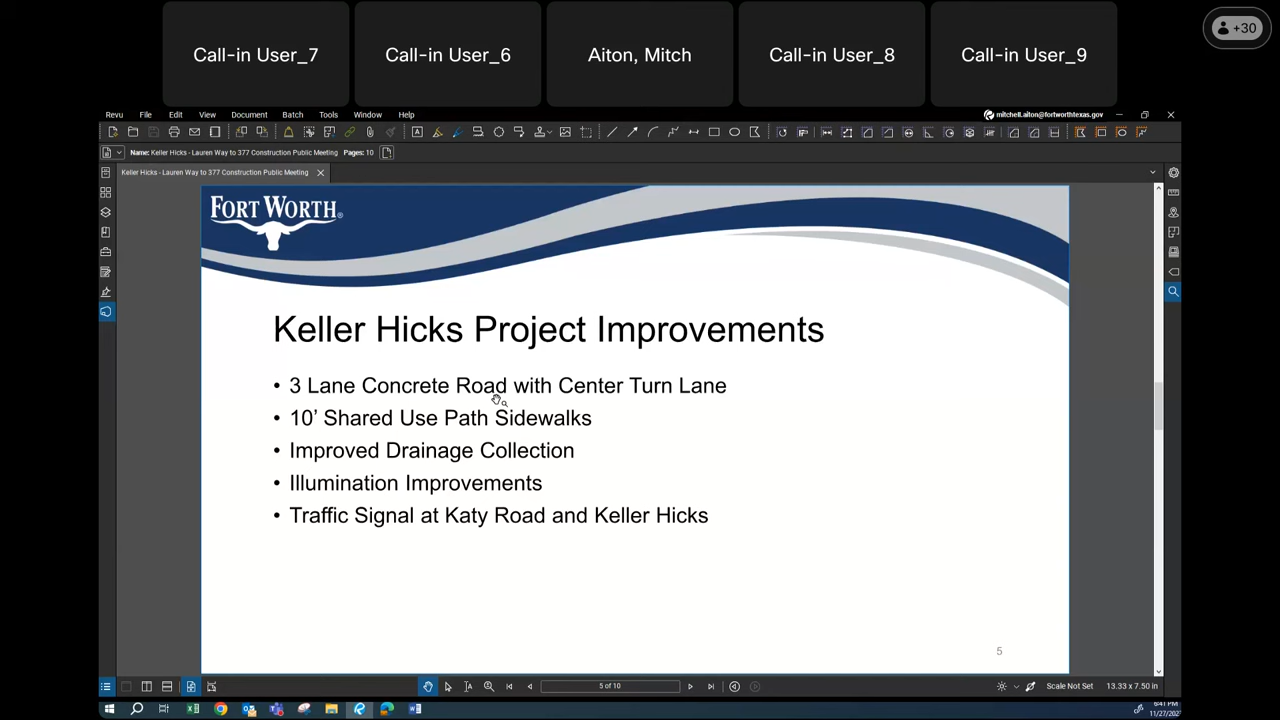 Call-in User_7
Call-in User_6
Aiton, Mitch
Call-in User_8
Call-in User_9
+30
Revu File Edit View Document Batch Tools Window Help
mitchell.aiton@fortworthtexas.gov
Name: Keller Hicks - Lauren Way to 377 Construction Public Meeting Pages: 10
Keller Hicks - Lauren Way to 377 Construction Public Meeting
FORT WORTH®
Keller Hicks Project Improvements
• 3 Lane Concrete Road with Center Turn Lane
• 10’ Shared Use Path Sidewalks
• Improved Drainage Collection
• Illumination Improvements
• Traffic Signal at Katy Road and Keller Hicks
5
5 of 10
Scale Not Set
13.33 x 7.50 in
6:41 PM